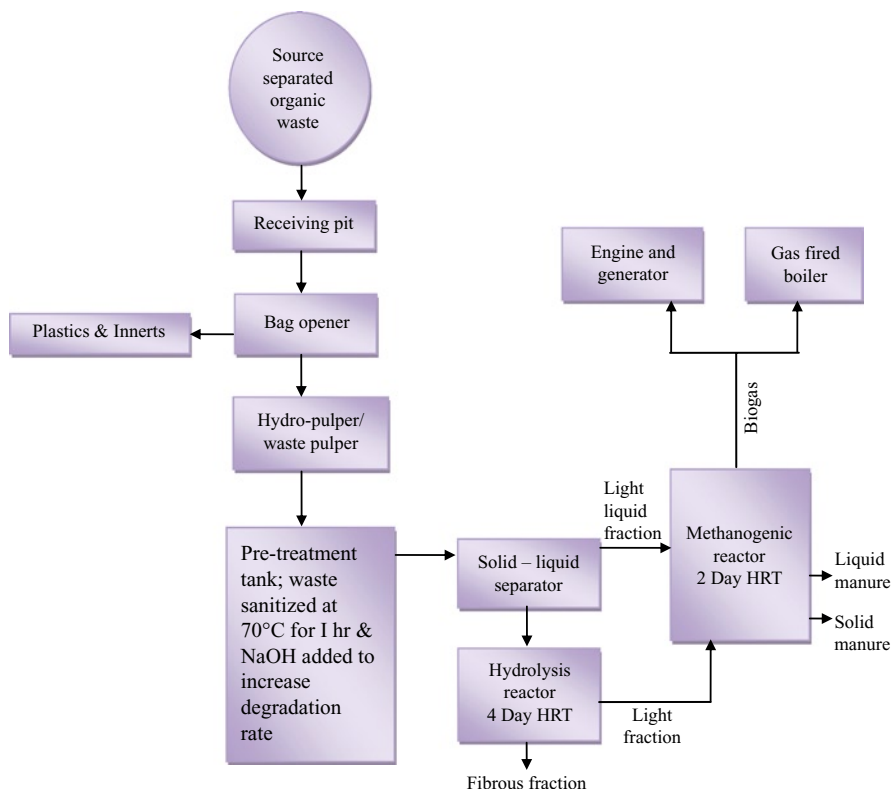 Source
separated
organic
waste
Receiving pit
Bag opener
Plastics & Innerts
Hydro-pulper/
waste pulper
Pre-treatment
tank; waste
sanitized at
70°C for I hr &
NaOH added to
increase
degradation
rate
Solid – liquid
separator
Hydrolysis
reactor
4 Day HRT
Fibrous fraction
Light
liquid
fraction
Light
fraction
Methanogenic
reactor
2 Day HRT
Liquid
manure
Solid
manure
Biogas
Engine and
generator
Gas fired
boiler